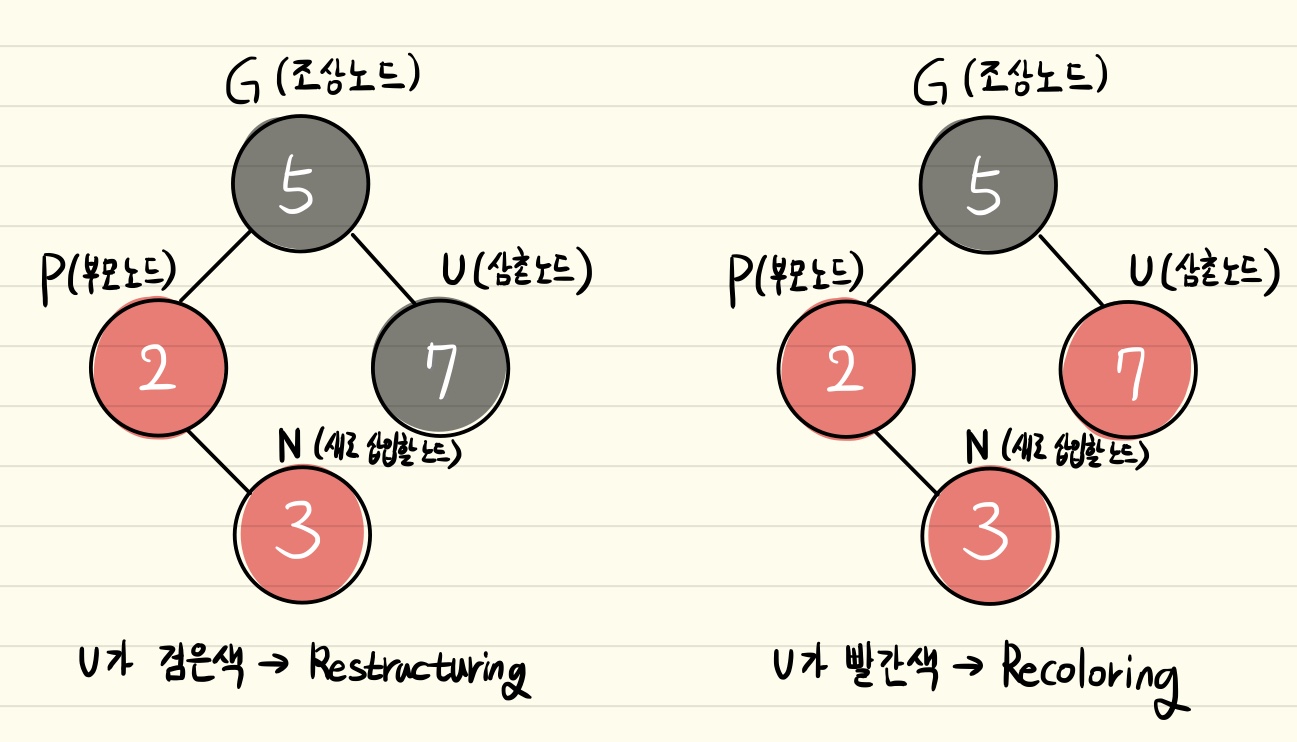 G (조상노드)
5
P(부모노드)
U(삼촌노드)
2
7
N (새로 삽입할 노드)
3
U가 검은색 → Restructuring
G (조상노드)
5
P(부모노드)
U(삼촌노드)
2
7
N (새로 삽입할 노드)
3
U가 빨간색 → Recoloring